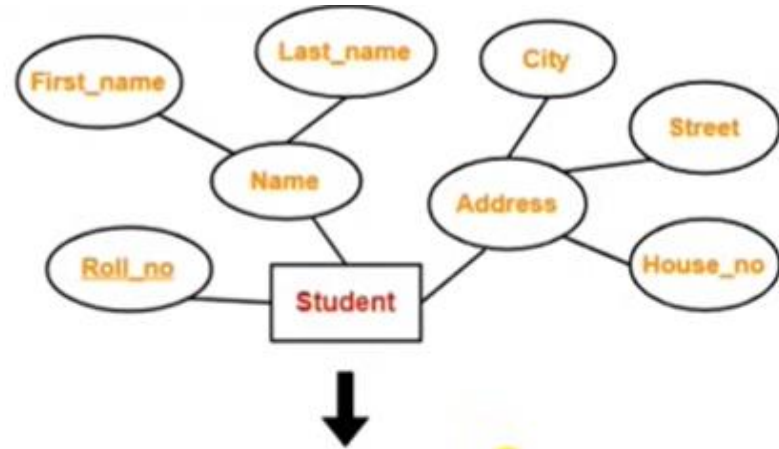 Last_name
City
First_name
Street
Name
Address
Roll_no
House_no
Student